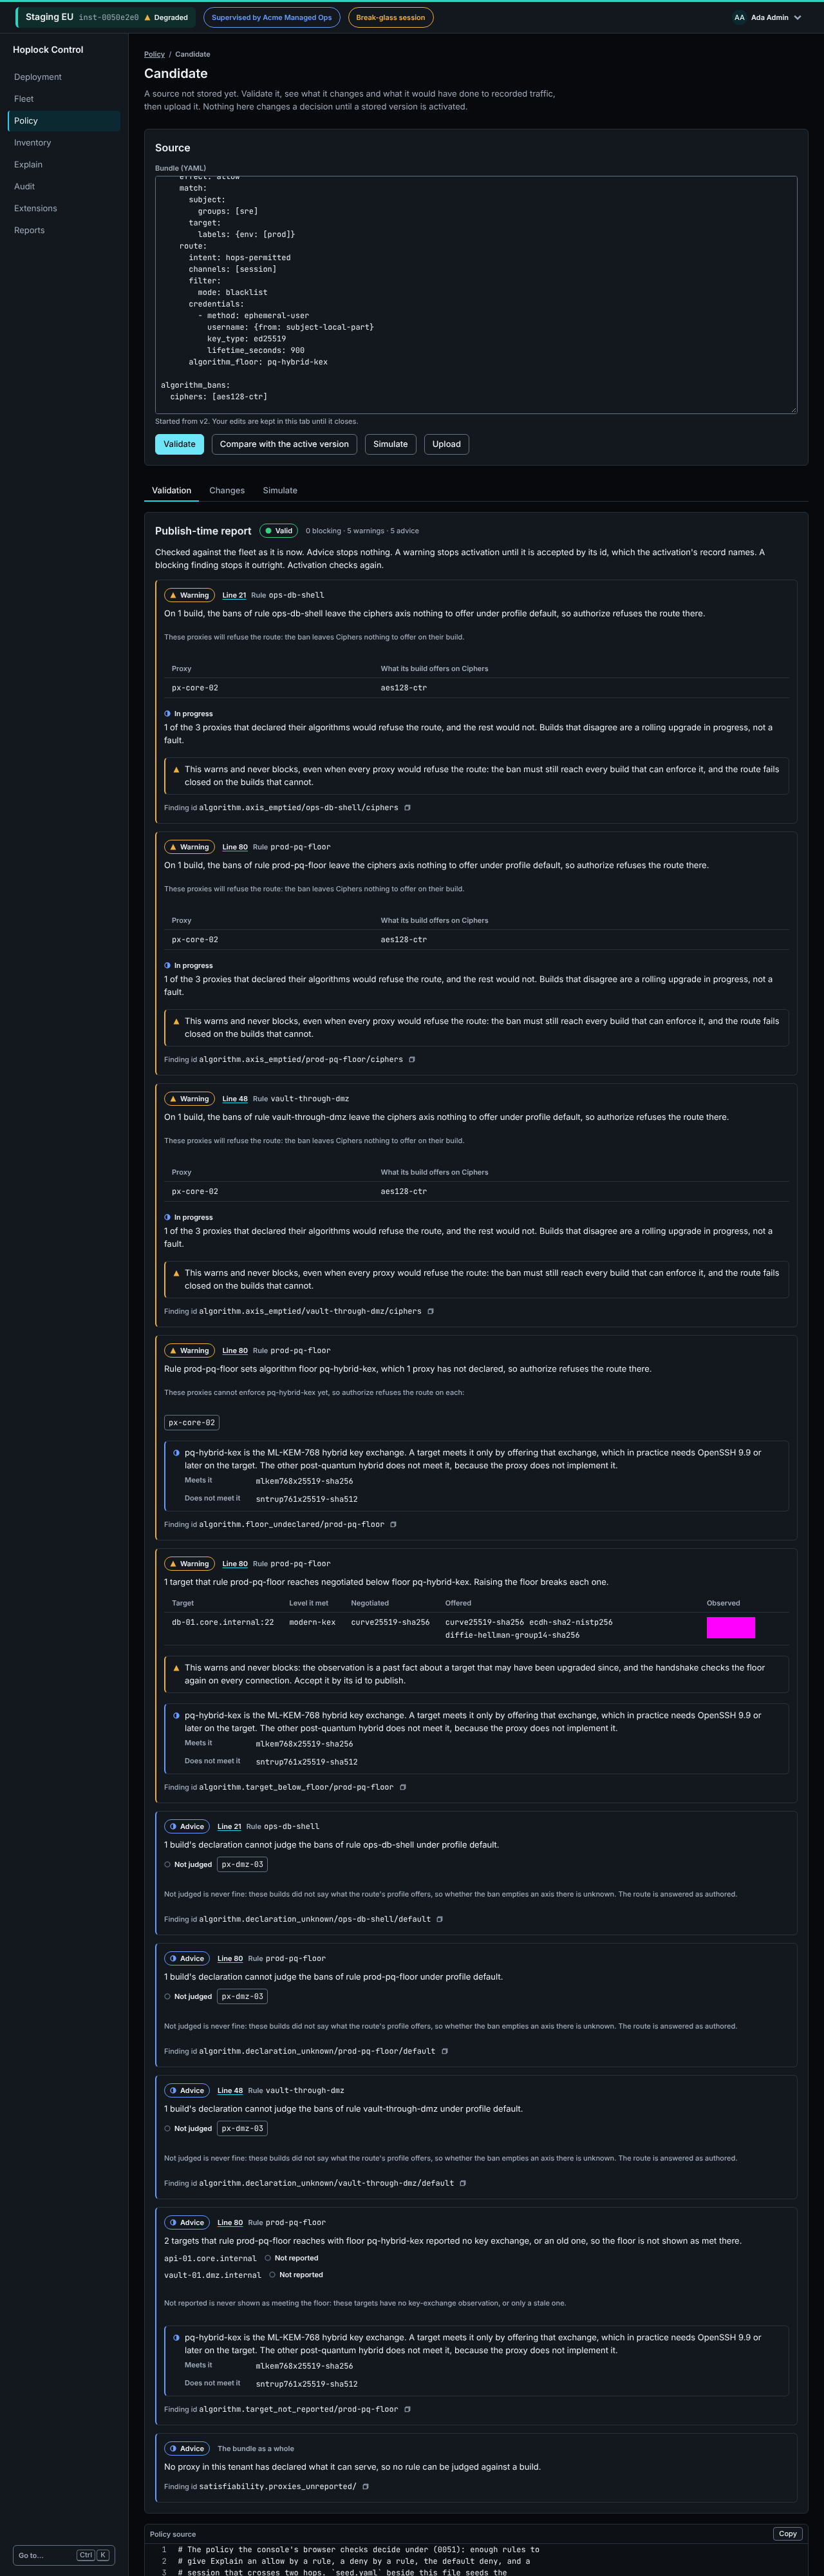 Staging EU inst-0050e2e0 Degraded Supervised by Acme Managed Ops Break-glass session AA Ada Admin
Hoplock Control
Deployment
Fleet
Policy
Inventory
Explain
Audit
Extensions
Reports
Go to... Ctrl K
Policy / Candidate
Candidate
A source not stored yet. Validate it, see what it changes and what it would have done to recorded traffic,
then upload it. Nothing here changes a decision until a stored version is activated.
Source
Bundle (YAML)
effect: allow
match:
subject:
groups: [sre]
target:
labels: {env: [prod]}
route:
intent: hops-permitted
channels: [session]
filter:
mode: blacklist
credentials:
- method: ephemeral-user
username: {from: subject-local-part}
key_type: ed25519
lifetime_seconds: 900
algorithm_floor: pq-hybrid-kex
algorithm_bans:
ciphers: [aes128-ctr]
Started from v2. Your edits are kept in this tab until it closes.
Validate Compare with the active version Simulate Upload
Validation Changes Simulate
Publish-time report Valid 0 blocking · 5 warnings · 5 advice
Checked against the fleet as it is now. Advice stops nothing. A warning stops activation until it is accepted by its id, which the activation's record names. A
blocking finding stops it outright. Activation checks again.
Warning Line 21 Rule ops-db-shell
On 1 build, the bans of rule ops-db-shell leave the ciphers axis nothing to offer under profile default, so authorize refuses the route there.
These proxies will refuse the route: the ban leaves Ciphers nothing to offer on their build.
Proxy What its build offers on Ciphers
px-core-02 aes128-ctr
In progress
1 of the 3 proxies that declared their algorithms would refuse the route, and the rest would not. Builds that disagree are a rolling upgrade in progress, not a
fault.
This warns and never blocks, even when every proxy would refuse the route: the ban must still reach every build that can enforce it, and the route fails
closed on the builds that cannot.
Finding id algorithm.axis_emptied/ops-db-shell/ciphers
Warning Line 80 Rule prod-pq-floor
On 1 build, the bans of rule prod-pq-floor leave the ciphers axis nothing to offer under profile default, so authorize refuses the route there.
These proxies will refuse the route: the ban leaves Ciphers nothing to offer on their build.
Proxy What its build offers on Ciphers
px-core-02 aes128-ctr
In progress
1 of the 3 proxies that declared their algorithms would refuse the route, and the rest would not. Builds that disagree are a rolling upgrade in progress, not a
fault.
This warns and never blocks, even when every proxy would refuse the route: the ban must still reach every build that can enforce it, and the route fails
closed on the builds that cannot.
Finding id algorithm.axis_emptied/prod-pq-floor/ciphers
Warning Line 48 Rule vault-through-dmz
On 1 build, the bans of rule vault-through-dmz leave the ciphers axis nothing to offer under profile default, so authorize refuses the route there.
These proxies will refuse the route: the ban leaves Ciphers nothing to offer on their build.
Proxy What its build offers on Ciphers
px-core-02 aes128-ctr
In progress
1 of the 3 proxies that declared their algorithms would refuse the route, and the rest would not. Builds that disagree are a rolling upgrade in progress, not a
fault.
This warns and never blocks, even when every proxy would refuse the route: the ban must still reach every build that can enforce it, and the route fails
closed on the builds that cannot.
Finding id algorithm.axis_emptied/vault-through-dmz/ciphers
Warning Line 80 Rule prod-pq-floor
Rule prod-pq-floor sets algorithm floor pq-hybrid-kex, which 1 proxy has not declared, so authorize refuses the route there.
These proxies cannot enforce pq-hybrid-kex yet, so authorize refuses the route on each:
px-core-02
pq-hybrid-kex is the ML-KEM-768 hybrid key exchange. A target meets it only by offering that exchange, which in practice needs OpenSSH 9.9 or
later on the target. The other post-quantum hybrid does not meet it, because the proxy does not implement it.
Meets it mlkem768x25519-sha256
Does not meet it sntrup761x25519-sha512
Finding id algorithm.floor_undeclared/prod-pq-floor
Warning Line 80 Rule prod-pq-floor
1 target that rule prod-pq-floor reaches negotiated below floor pq-hybrid-kex. Raising the floor breaks each one.
Target Level it met Negotiated Offered Observed
db-01.core.internal:22 modern-kex curve25519-sha256 curve25519-sha256 ecdh-sha2-nistp256
diffie-hellman-group14-sha256
This warns and never blocks: the observation is a past fact about a target that may have been upgraded since, and the handshake checks the floor
again on every connection. Accept it by its id to publish.
pq-hybrid-kex is the ML-KEM-768 hybrid key exchange. A target meets it only by offering that exchange, which in practice needs OpenSSH 9.9 or
later on the target. The other post-quantum hybrid does not meet it, because the proxy does not implement it.
Meets it mlkem768x25519-sha256
Does not meet it sntrup761x25519-sha512
Finding id algorithm.target_below_floor/prod-pq-floor
Advice Line 21 Rule ops-db-shell
1 build's declaration cannot judge the bans of rule ops-db-shell under profile default.
Not judged px-dmz-03
Not judged is never fine: these builds did not say what the route's profile offers, so whether the ban empties an axis there is unknown. The route is answered as authored.
Finding id algorithm.declaration_unknown/ops-db-shell/default
Advice Line 80 Rule prod-pq-floor
1 build's declaration cannot judge the bans of rule prod-pq-floor under profile default.
Not judged px-dmz-03
Not judged is never fine: these builds did not say what the route's profile offers, so whether the ban empties an axis there is unknown. The route is answered as authored.
Finding id algorithm.declaration_unknown/prod-pq-floor/default
Advice Line 48 Rule vault-through-dmz
1 build's declaration cannot judge the bans of rule vault-through-dmz under profile default.
Not judged px-dmz-03
Not judged is never fine: these builds did not say what the route's profile offers, so whether the ban empties an axis there is unknown. The route is answered as authored.
Finding id algorithm.declaration_unknown/vault-through-dmz/default
Advice Line 80 Rule prod-pq-floor
2 targets that rule prod-pq-floor reaches with floor pq-hybrid-kex reported no key exchange, or an old one, so the floor is not shown as met there.
api-01.core.internal Not reported
vault-01.dmz.internal Not reported
Not reported is never shown as meeting the floor: these targets have no key-exchange observation, or only a stale one.
pq-hybrid-kex is the ML-KEM-768 hybrid key exchange. A target meets it only by offering that exchange, which in practice needs OpenSSH 9.9 or
later on the target. The other post-quantum hybrid does not meet it, because the proxy does not implement it.
Meets it mlkem768x25519-sha256
Does not meet it sntrup761x25519-sha512
Finding id algorithm.target_not_reported/prod-pq-floor
Advice The bundle as a whole
No proxy in this tenant has declared what it can serve, so no rule can be judged against a build.
Finding id satisfiability.proxies_unreported/
Policy source Copy
1 # The policy the console's browser checks decide under (0051): enough rules to
2 # give Explain an allow by a rule, a deny by a rule, the default deny, and a
3 # session that crosses two hops. `seed.yaml` beside this file seeds the